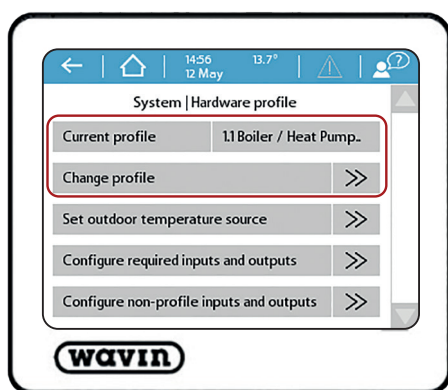 14:56 13.7°
12 May
?
System | Hardware profile
Current profile 1.1 Boiler / Heat Pump..
Change profile
Set outdoor temperature source
Configure required inputs and outputs
Configure non-profile inputs and outputs
wavin